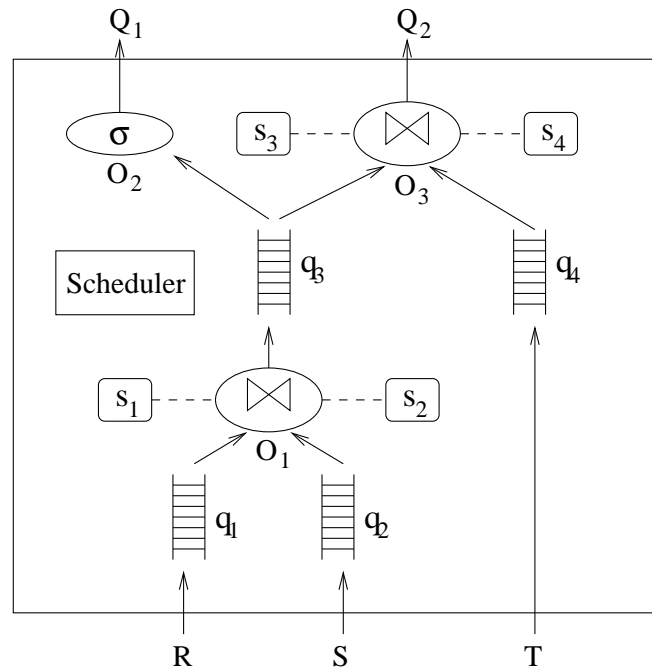 Q1 Q2
σ
s3 s4
O2 O3
Scheduler q3 q4
s1 s2
O1
q1 q2
R S T